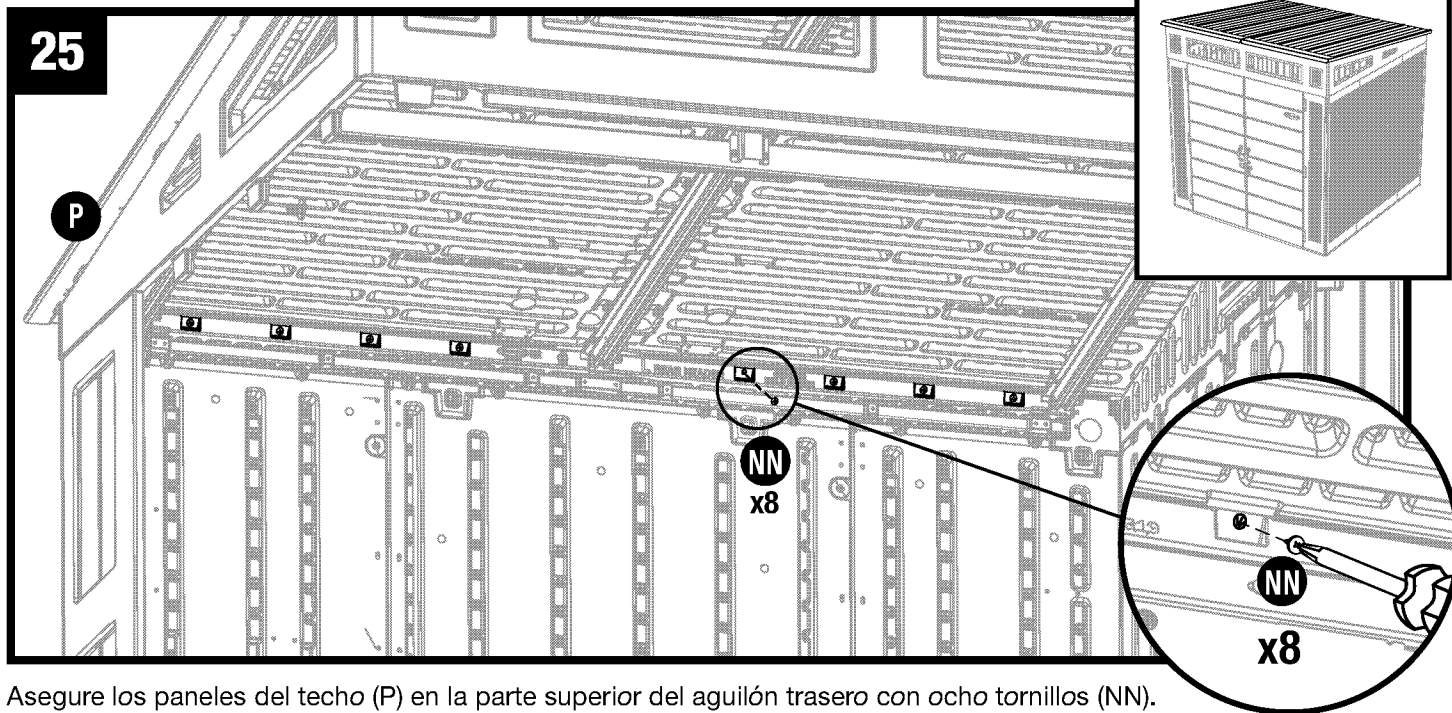 25
P
NN
x8
319
NN
x8
Asegure los paneles del techo (P) en la parte superior del aguilón trasero con ocho tornillos (NN).